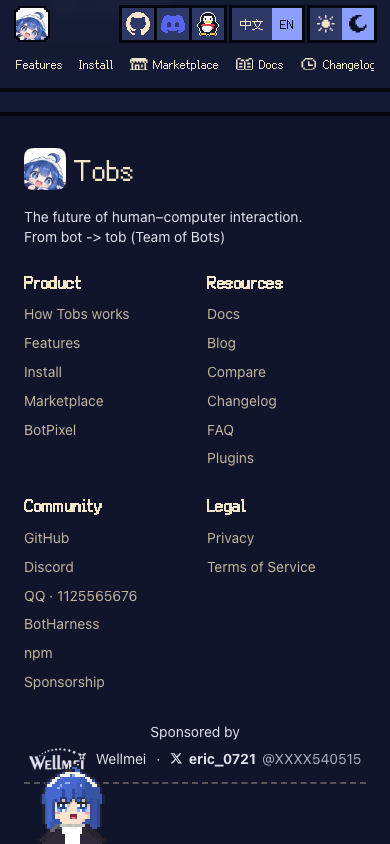 中文 EN
Features Install Marketplace Docs Changelog
Tobs
The future of human–computer interaction.
From bot -> tob (Team of Bots)
Product
How Tobs works
Features
Install
Marketplace
BotPixel
Resources
Docs
Blog
Compare
Changelog
FAQ
Plugins
Community
GitHub
Discord
QQ · 1125565676
BotHarness
npm
Sponsorship
Legal
Privacy
Terms of Service
Sponsored by
Wellmei Wellmei · X eric_0721 @XXXX540515